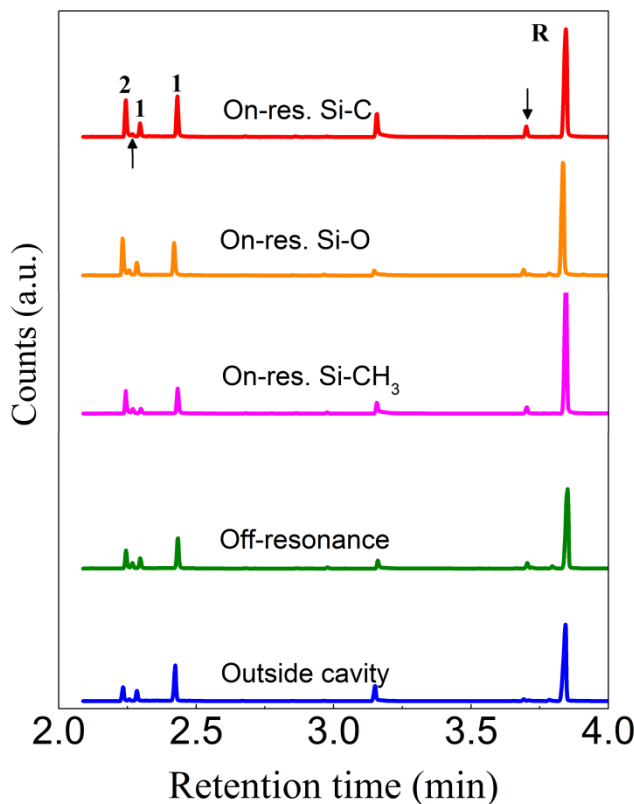 R
2
1
1
On-res. Si-C
On-res. Si-O
On-res. Si-CH₃
Off-resonance
Outside cavity
Counts (a.u.)
2.0 2.5 3.0 3.5 4.0
Retention time (min)